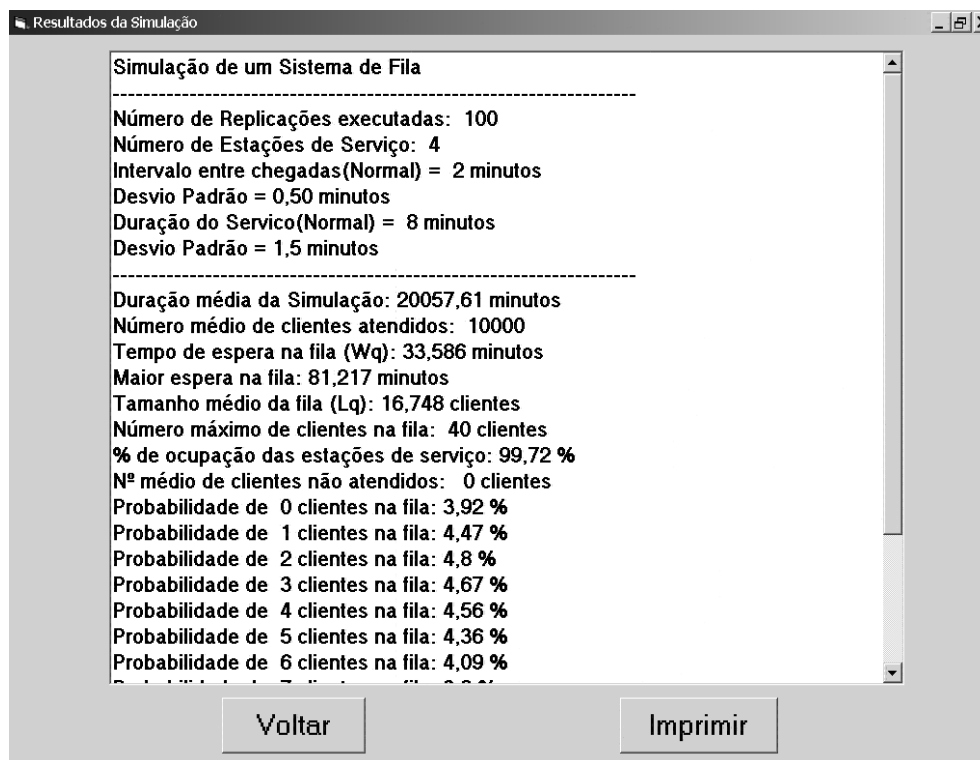 Resultados da Simulação
Simulação de um Sistema de Fila
-------------------------------------------------------------------
Número de Replicações executadas:  100
Número de Estações de Serviço:  4
Intervalo entre chegadas(Normal) =  2 minutos
Desvio Padrão = 0,50 minutos
Duração do Servico(Normal) =  8 minutos
Desvio Padrão = 1,5 minutos
-------------------------------------------------------------------
Duração média da Simulação: 20057,61 minutos
Número médio de clientes atendidos:  10000
Tempo de espera na fila (Wq): 33,586 minutos
Maior espera na fila: 81,217 minutos
Tamanho médio da fila (Lq): 16,748 clientes
Número máximo de clientes na fila:  40 clientes
% de ocupação das estações de serviço: 99,72 %
Nº médio de clientes não atendidos:   0 clientes
Probabilidade de  0 clientes na fila: 3,92 %
Probabilidade de  1 clientes na fila: 4,47 %
Probabilidade de  2 clientes na fila: 4,8 %
Probabilidade de  3 clientes na fila: 4,67 %
Probabilidade de  4 clientes na fila: 4,56 %
Probabilidade de  5 clientes na fila: 4,36 %
Probabilidade de  6 clientes na fila: 4,09 %
Voltar
Imprimir